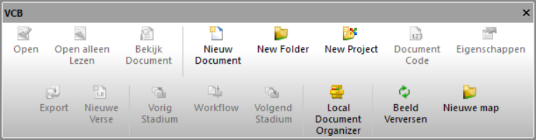 VCB
Open
Open alleen
Lezen
Bekijk
Document
Nieuw
Document
New Folder
New Project
Document
Code
Eigenschappen
Export
Nieuwe
Verse
Vorig
Stadium
Workflow
Volgend
Stadium
Local
Document
Organizer
Beeld
Verversen
Nieuwe map